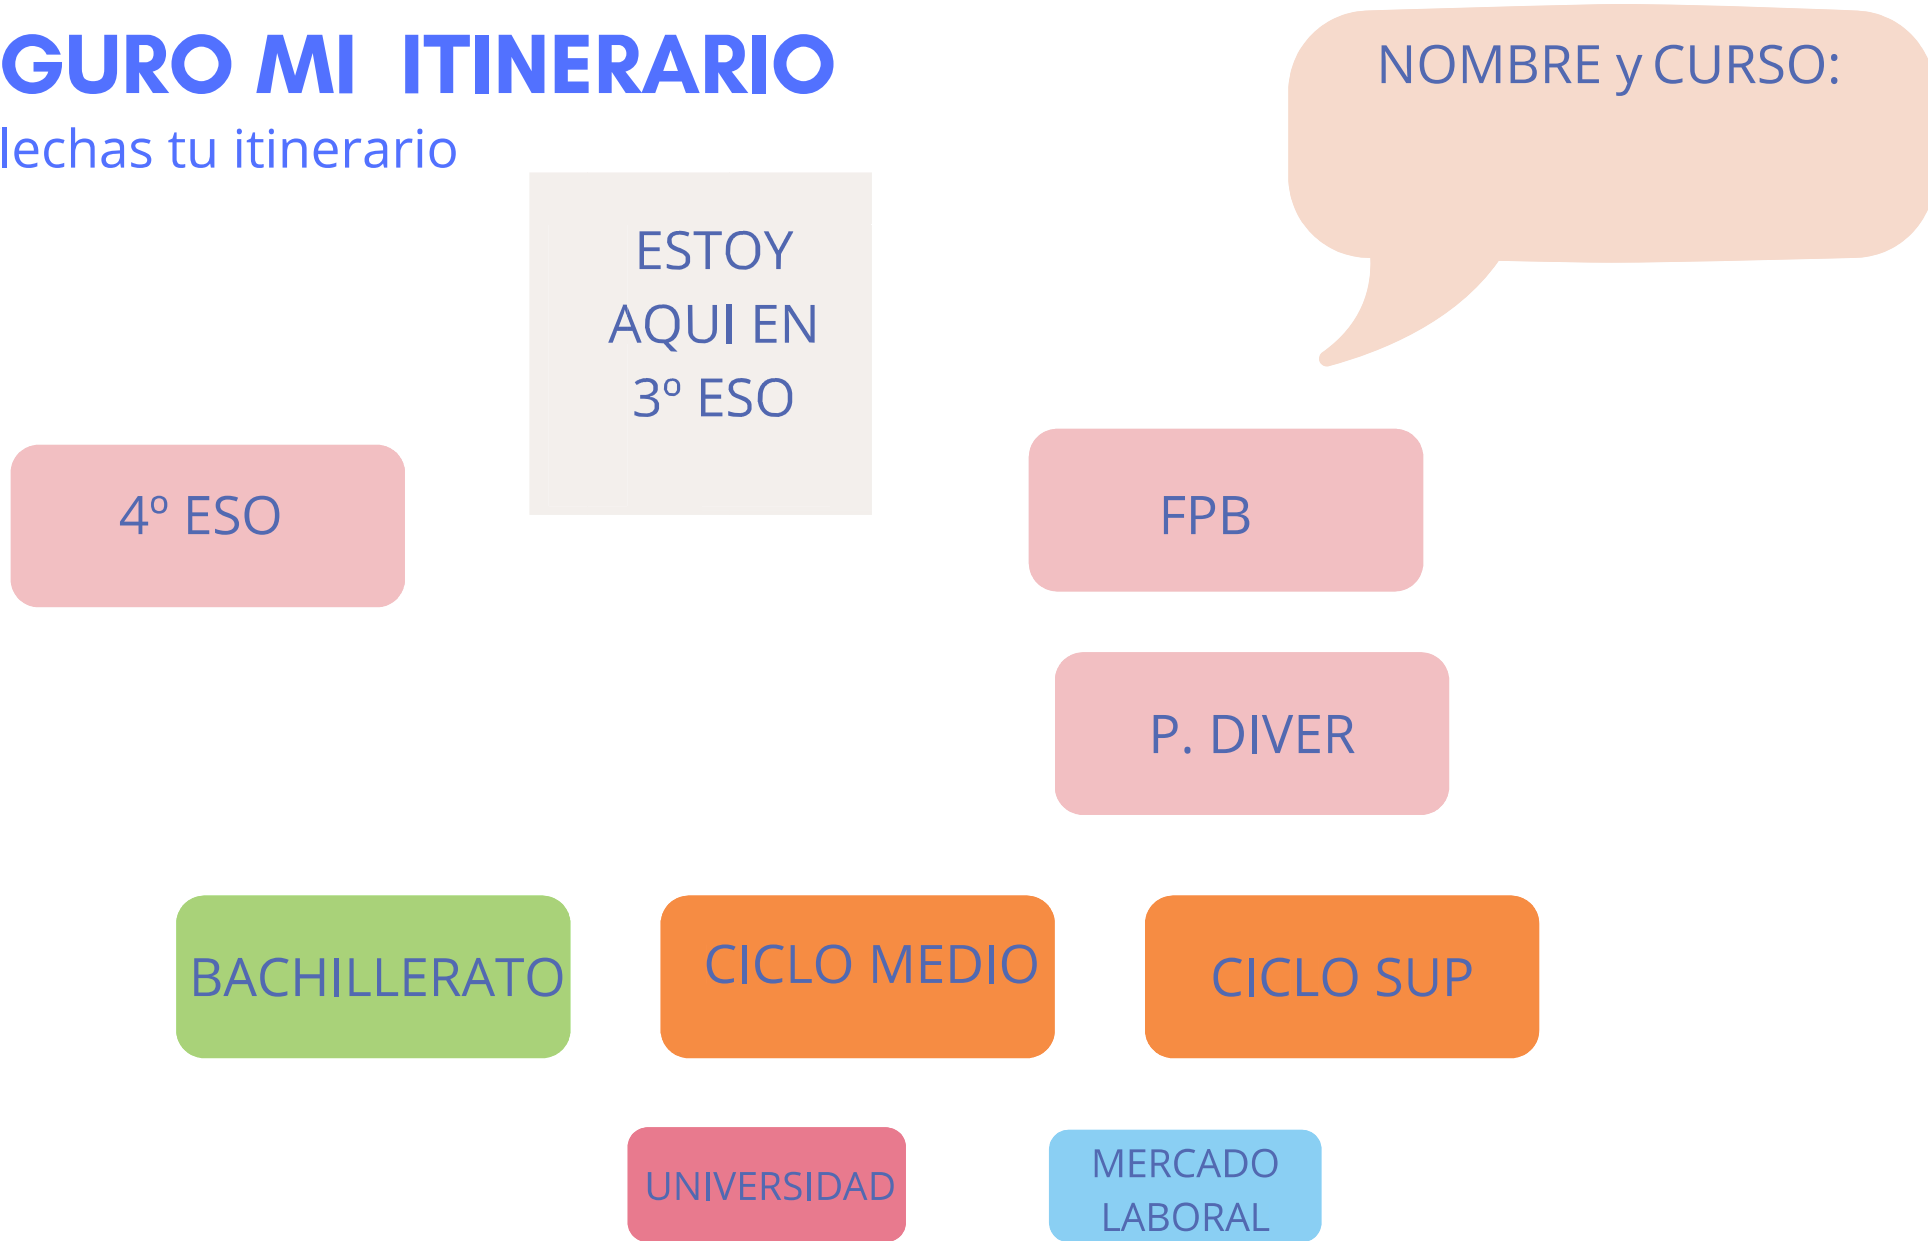 GURO MI ITINERARIO
lechas tu itinerario
NOMBRE y CURSO:
ESTOY
AQUI EN
3º ESO
4º ESO
FPB
P. DIVER
BACHILLERATO
CICLO MEDIO
CICLO SUP
UNIVERSIDAD
MERCADO
LABORAL